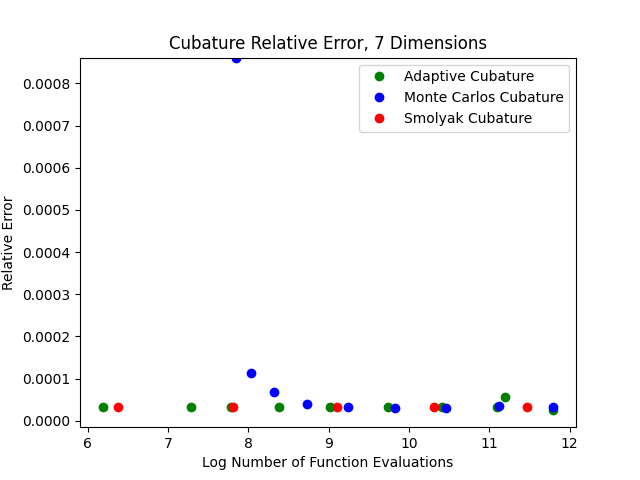 Cubature Relative Error, 7 Dimensions
Adaptive Cubature
Monte Carlos Cubature
Smolyak Cubature
Relative Error
0.0008
0.0007
0.0006
0.0005
0.0004
0.0003
0.0002
0.0001
0.0000
6 7 8 9 10 11 12
Log Number of Function Evaluations